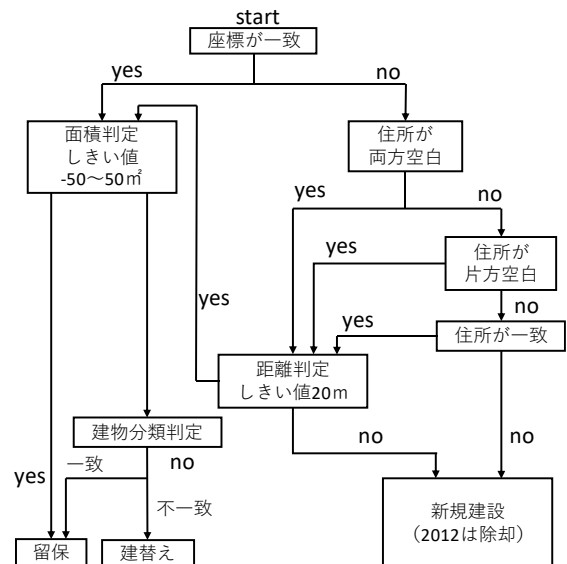 start
座標が一致
yes
no
面積判定
しきい値
-50～50㎡
住所が
両方空白
yes
no
住所が
片方空白
yes
no
yes
yes
住所が一致
距離判定
しきい値20m
建物分類判定
no
no
yes
一致
no
不一致
新規建設
（2012は除却）
留保
建替え